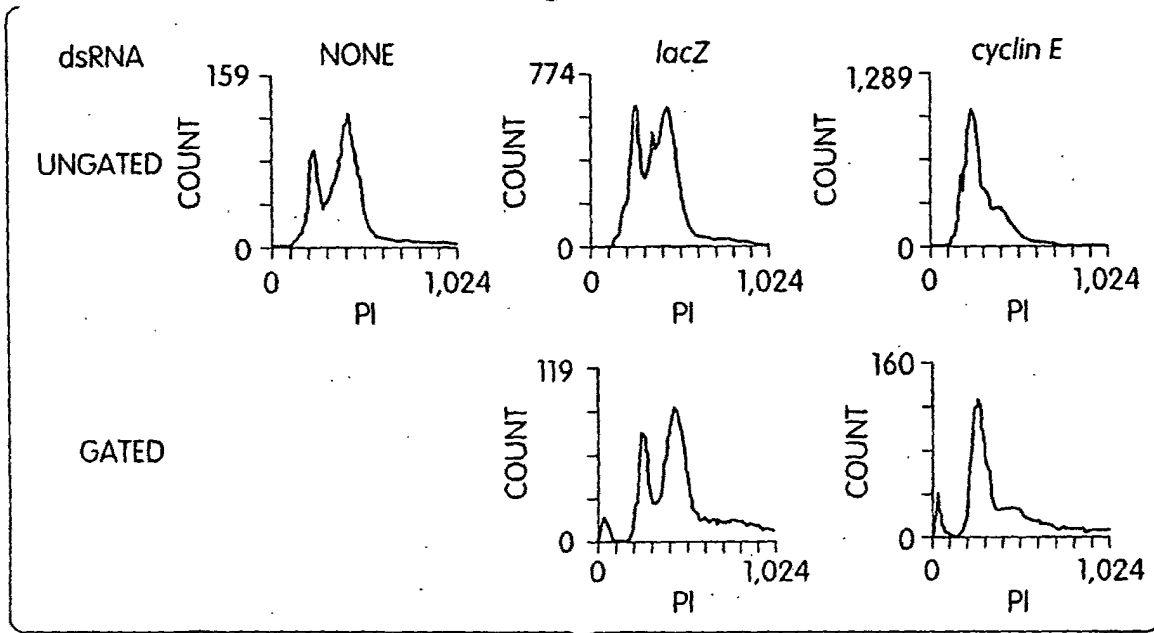 dsRNA NONE lacZ cyclin E
UNGATED
159
COUNT
0
0 1,024
PI
774
COUNT
0
0 1,024
PI
1,289
COUNT
0
0 1,024
PI
GATED
119
COUNT
0
0 1,024
PI
160
COUNT
0
0 1,024
PI